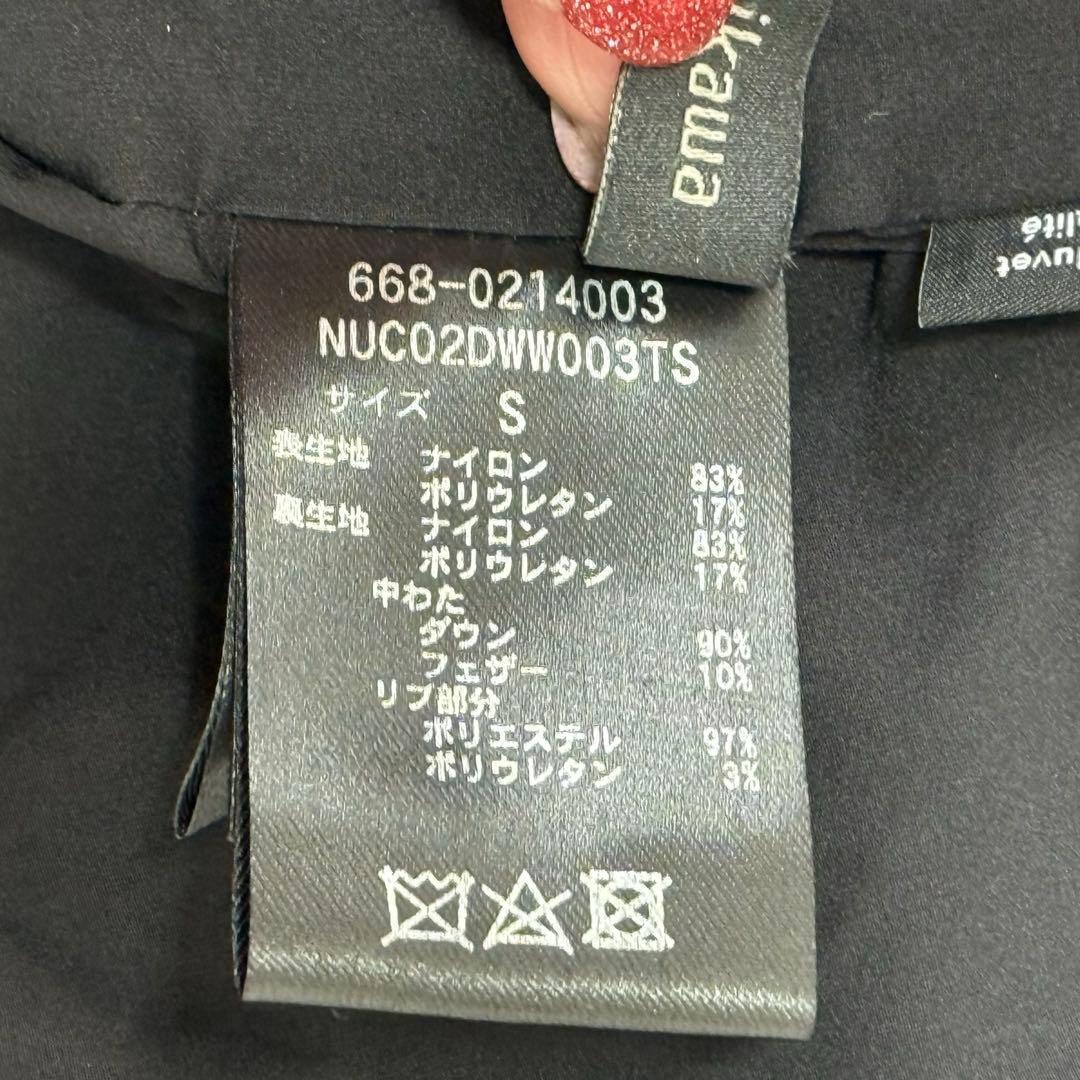 ikawa
duvet
alité
668-0214003
NUC02DWW003TS
サイズ S
表生地 ナイロン 83%
ポリウレタン 17%
裏生地 ナイロン 83%
ポリウレタン 17%
中わた
ダウン 90%
フェザー 10%
リブ部分
ポリエステル 97%
ポリウレタン 3%